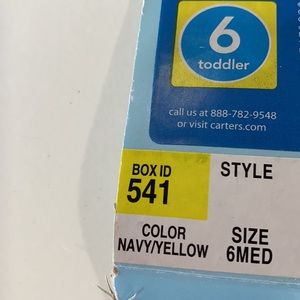 6
toddler
call us at 888-782-9548
or visit carters.com
BOX ID
541
STYLE
COLOR
NAVY/YELLOW
SIZE
6MED